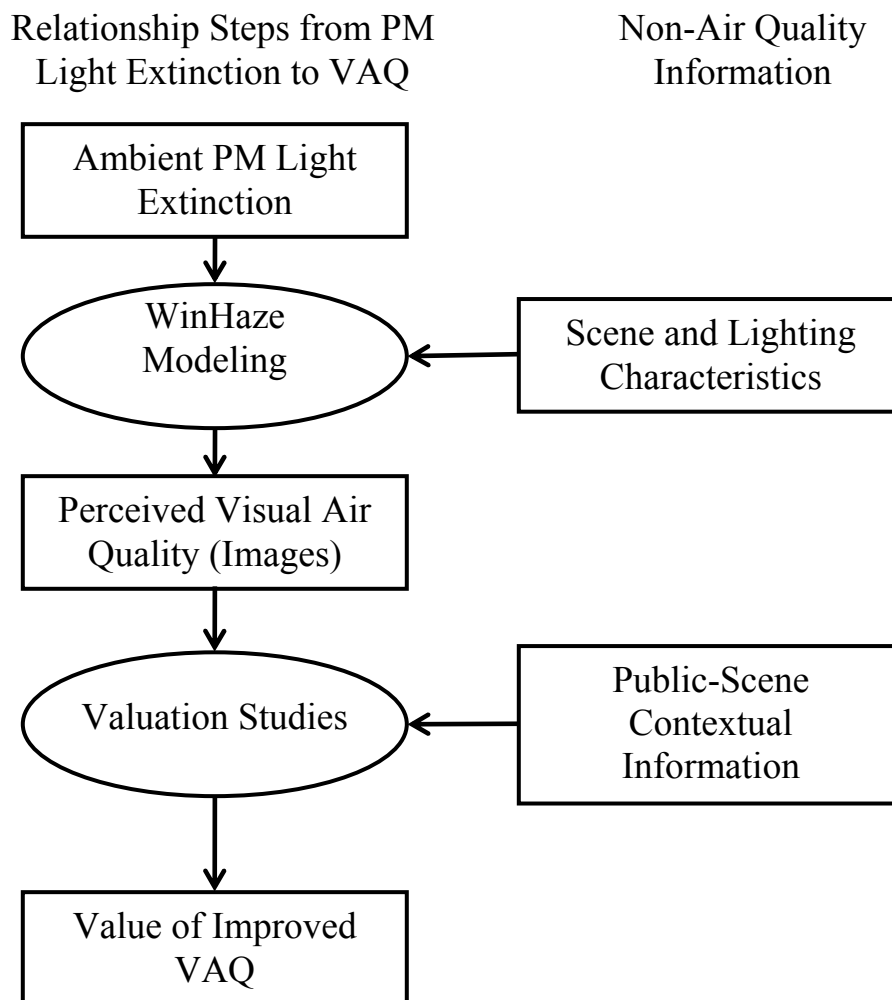 Relationship Steps from PM
Light Extinction to VAQ
Non-Air Quality
Information
Ambient PM Light
Extinction
WinHaze
Modeling
Scene and Lighting
Characteristics
Perceived Visual Air
Quality (Images)
Valuation Studies
Public-Scene
Contextual
Information
Value of Improved
VAQ